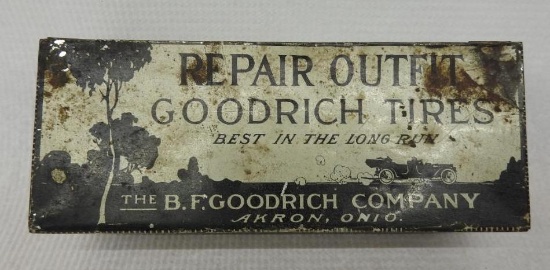 REPAIR OUTFIT
GOODRICH TIRES
BEST IN THE LONG RUN
THE B.F. GOODRICH COMPANY
AKRON, OHIO.